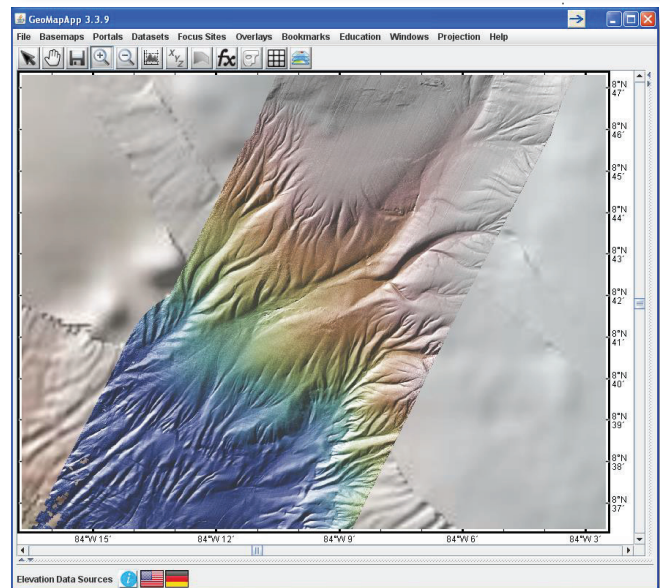 GeoMapApp 3.3.9
File Basemaps Portals Datasets Focus Sites Overlays Bookmarks Education Windows Projection Help
XYZ fx
8°N
47´
8°N
46´
8°N
45´
8°N
44´
8°N
43´
8°N
42´
8°N
41´
8°N
40´
8°N
39´
8°N
38´
8°N
37´
84°W 15´ 84°W 12´ 84°W 9´ 84°W 6´ 84°W 3´
Elevation Data Sources